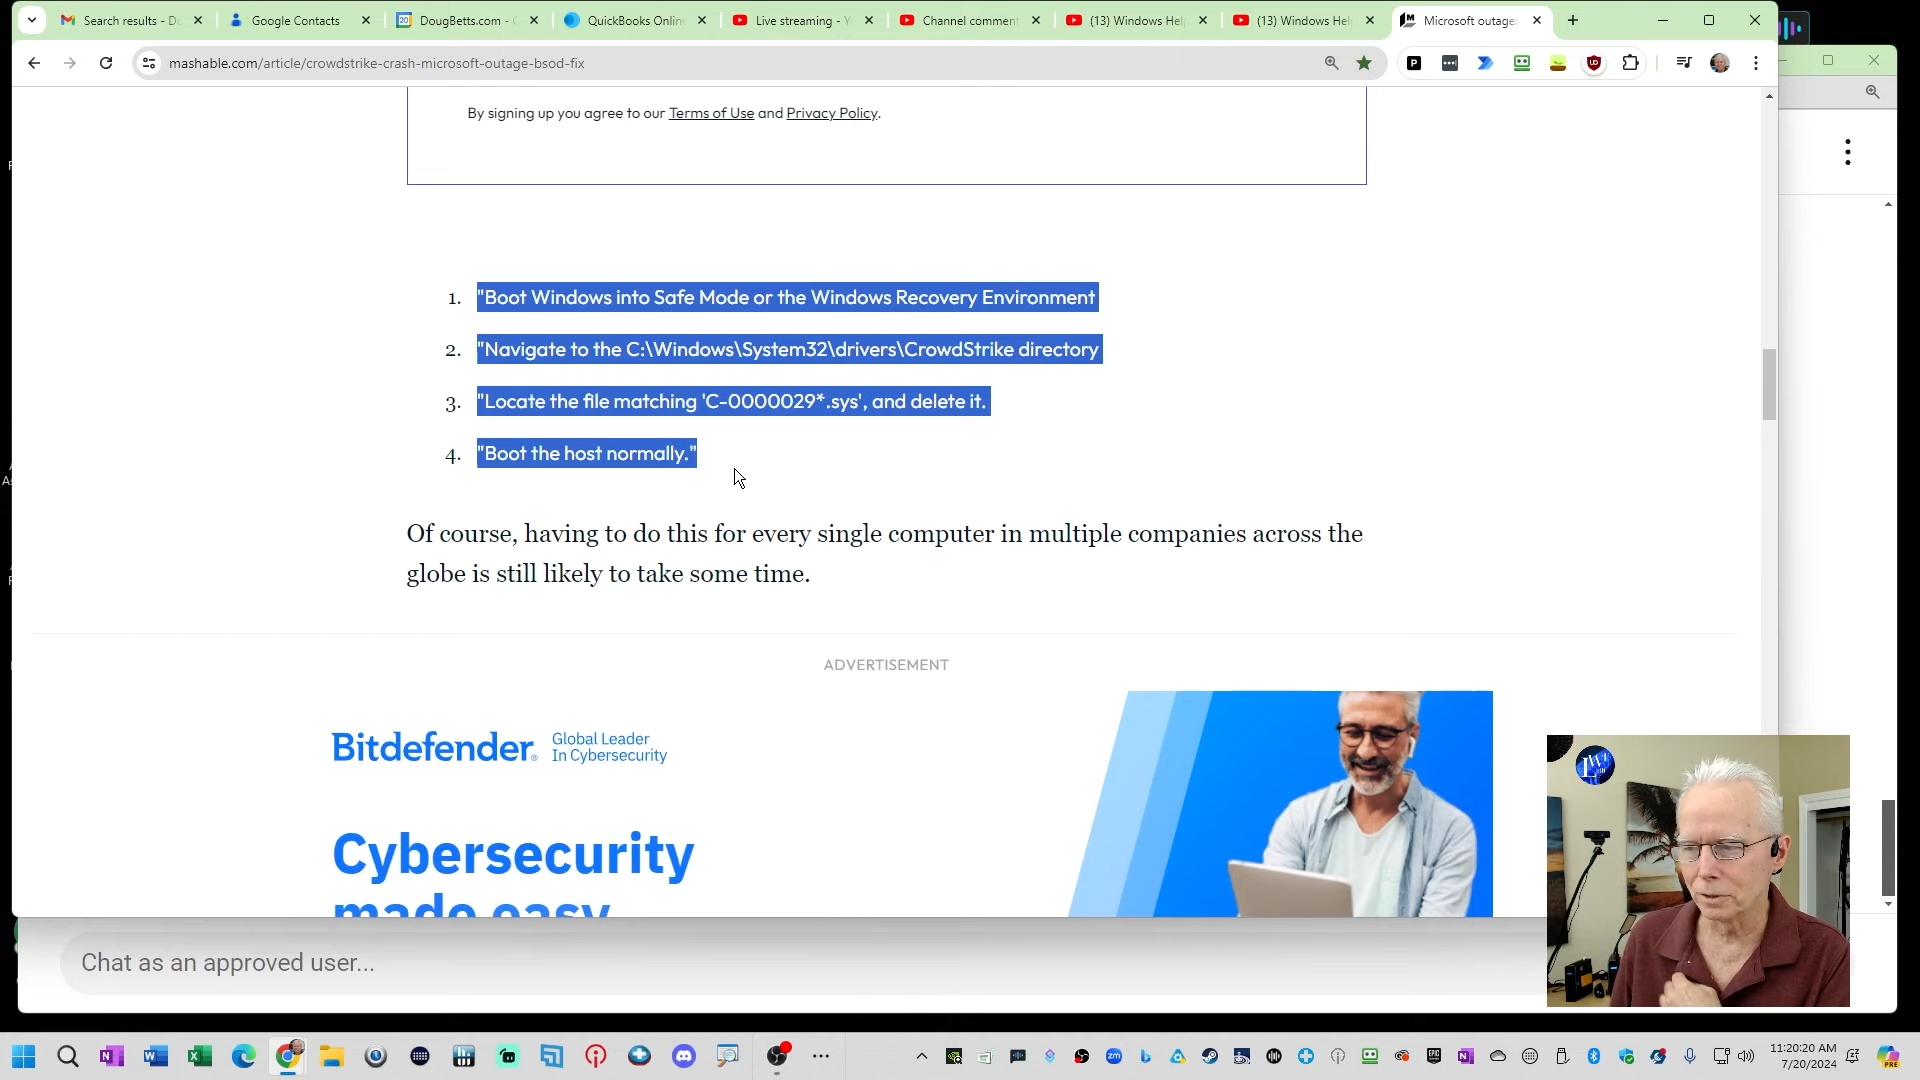 Search results - D
Google Contacts
20
DougBetts.com -
QuickBooks Onlin
Live streaming -
Channel comment
(13) Windows Hel
(13) Windows Hel
Microsoft outage
mashable.com/article/crowdstrike-crash-microsoft-outage-bsod-fix
By signing up you agree to our Terms of Use and Privacy Policy.
1. "Boot Windows into Safe Mode or the Windows Recovery Environment
2. "Navigate to the C:\Windows\System32\drivers\CrowdStrike directory
3. "Locate the file matching 'C-0000029*.sys', and delete it.
4. "Boot the host normally."
Of course, having to do this for every single computer in multiple companies across the
globe is still likely to take some time.
ADVERTISEMENT
Bitdefender
Global Leader
In Cybersecurity
Cybersecurity
made easy
Chat as an approved user...
11:20:20 AM
7/20/2024